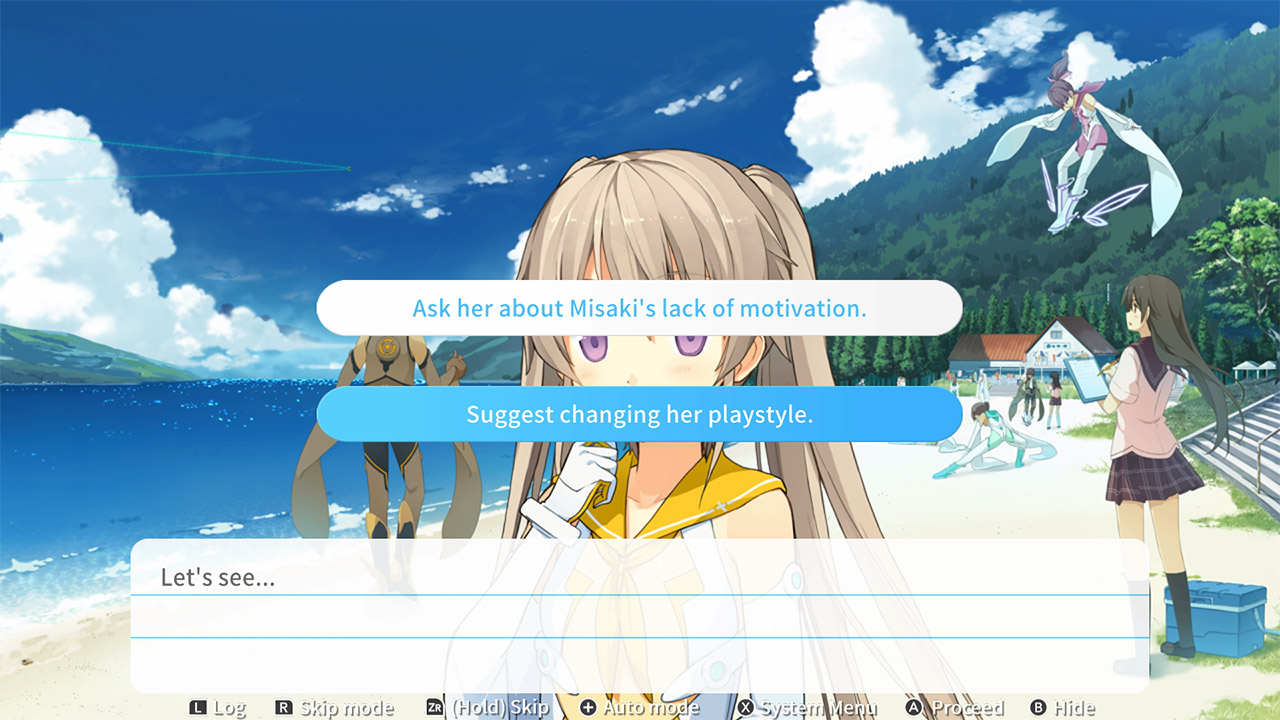 Ask her about Misaki's lack of motivation.
Suggest changing her playstyle.
Let's see...
L Log R Skip mode ZR (Hold) Skip + Auto mode X System Menu A Proceed B Hide